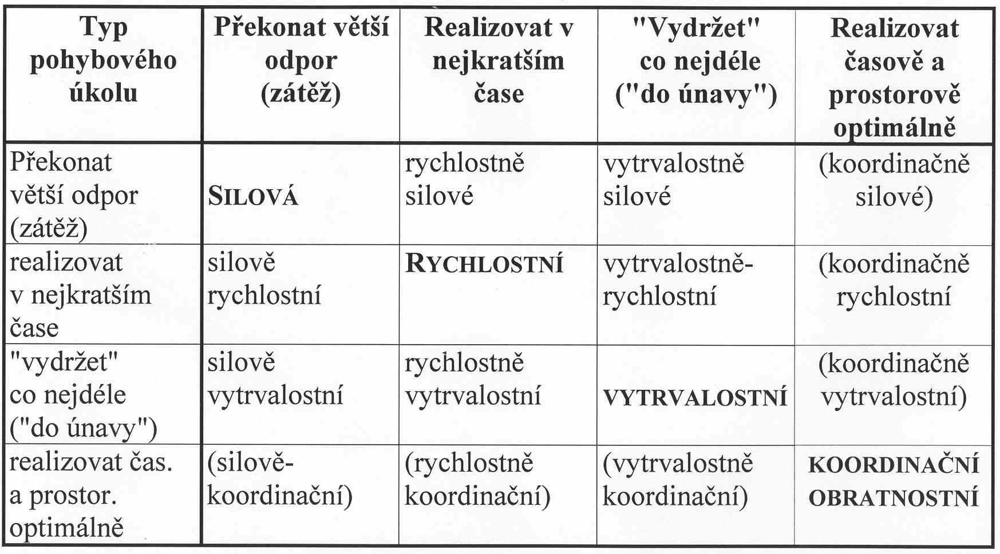 Typ
pohybového
úkolu
Překonat větší
odpor
(zátěž)
Realizovat v
nejkratším
čase
"Vydržet"
co nejdéle
("do únavy")
Realizovat
časově a
prostorově
optimálně
Překonat
větší odpor
(zátěž)
SILOVÁ
rychlostně
silové
vytrvalostně
silové
(koordinačně
silové)
realizovat
v nejkratším
čase
silově
rychlostní
RYCHLOSTNÍ
vytrvalostně-
rychlostní
(koordinačně
rychlostní
"vydržet"
co nejdéle
("do únavy")
silově
vytrvalostní
rychlostně
vytrvalostní
VYTRVALOSTNÍ
(koordinačně
vytrvalostní)
realizovat čas.
a prostor.
optimálně
(silově-
koordinační)
(rychlostně
koordinační)
(vytrvalostně
koordinační)
KOORDINAČNÍ
OBRATNOSTNÍ